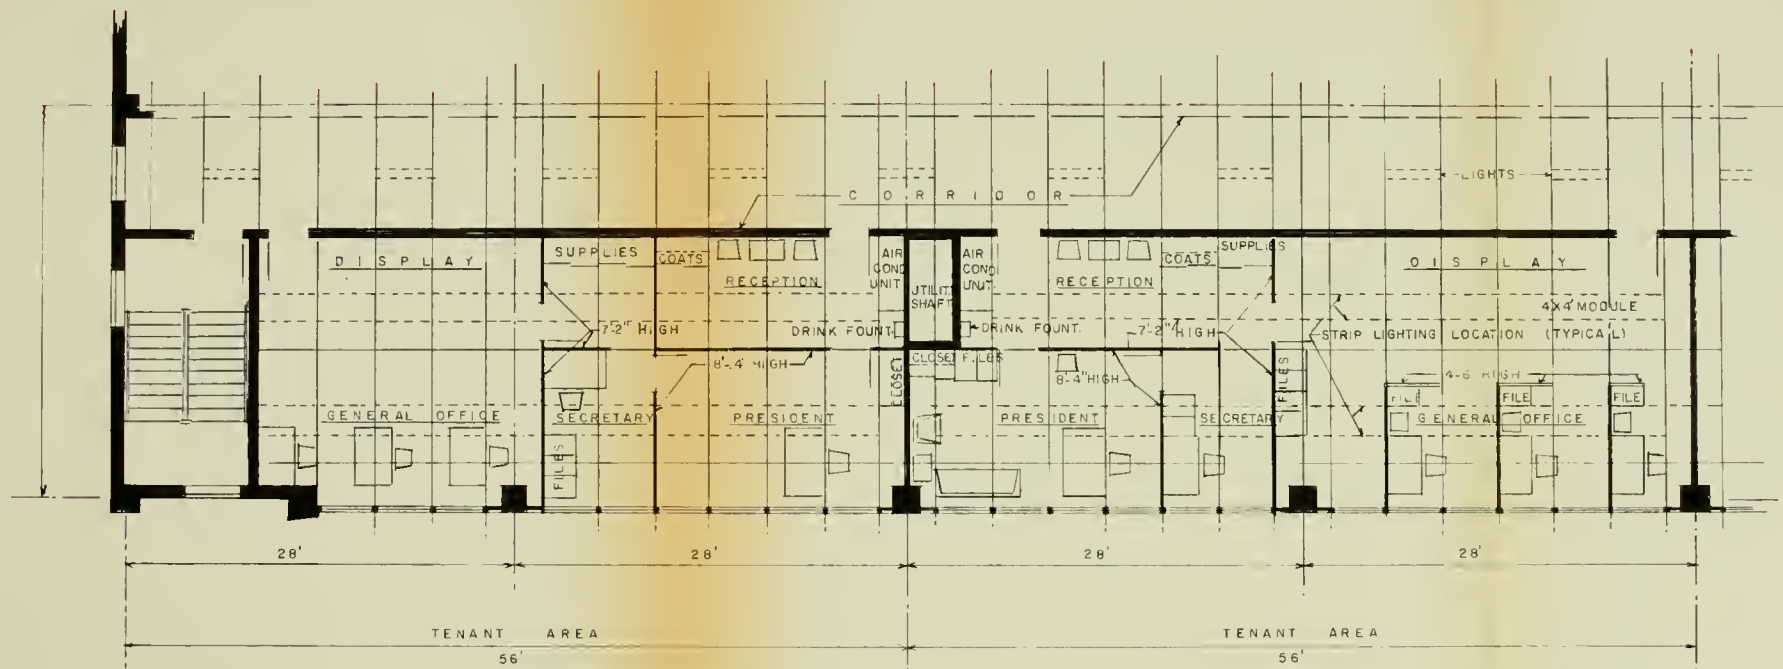 CORRIDOR
LIGHTS
DISPLAY
SUPPLIES
COATS
RECEPTION
AIR
COND
UNIT
UTILITY
SHAFT
AIR
COND
UNIT.
RECEPTION
COATS
SUPPLIES
DISPLAY
4X4' MODULE
7'-2" HIGH
DRINK FOUNT.
DRINK FOUNT.
7'-2" HIGH
STRIP LIGHTING LOCATION (TYPICAL)
8'-4" HIGH
CLOSET
CLOSET FILES
8-4" HIGH
FILES
4-6 HIGH
FILE
FILE
FILE
GENERAL OFFICE
SECRETARY
PRESIDENT
PRESIDENT
SECRETARY
GENERAL OFFICE
FILES
28'
28'
28'
28'
TENANT AREA
56'
TENANT AREA
56'